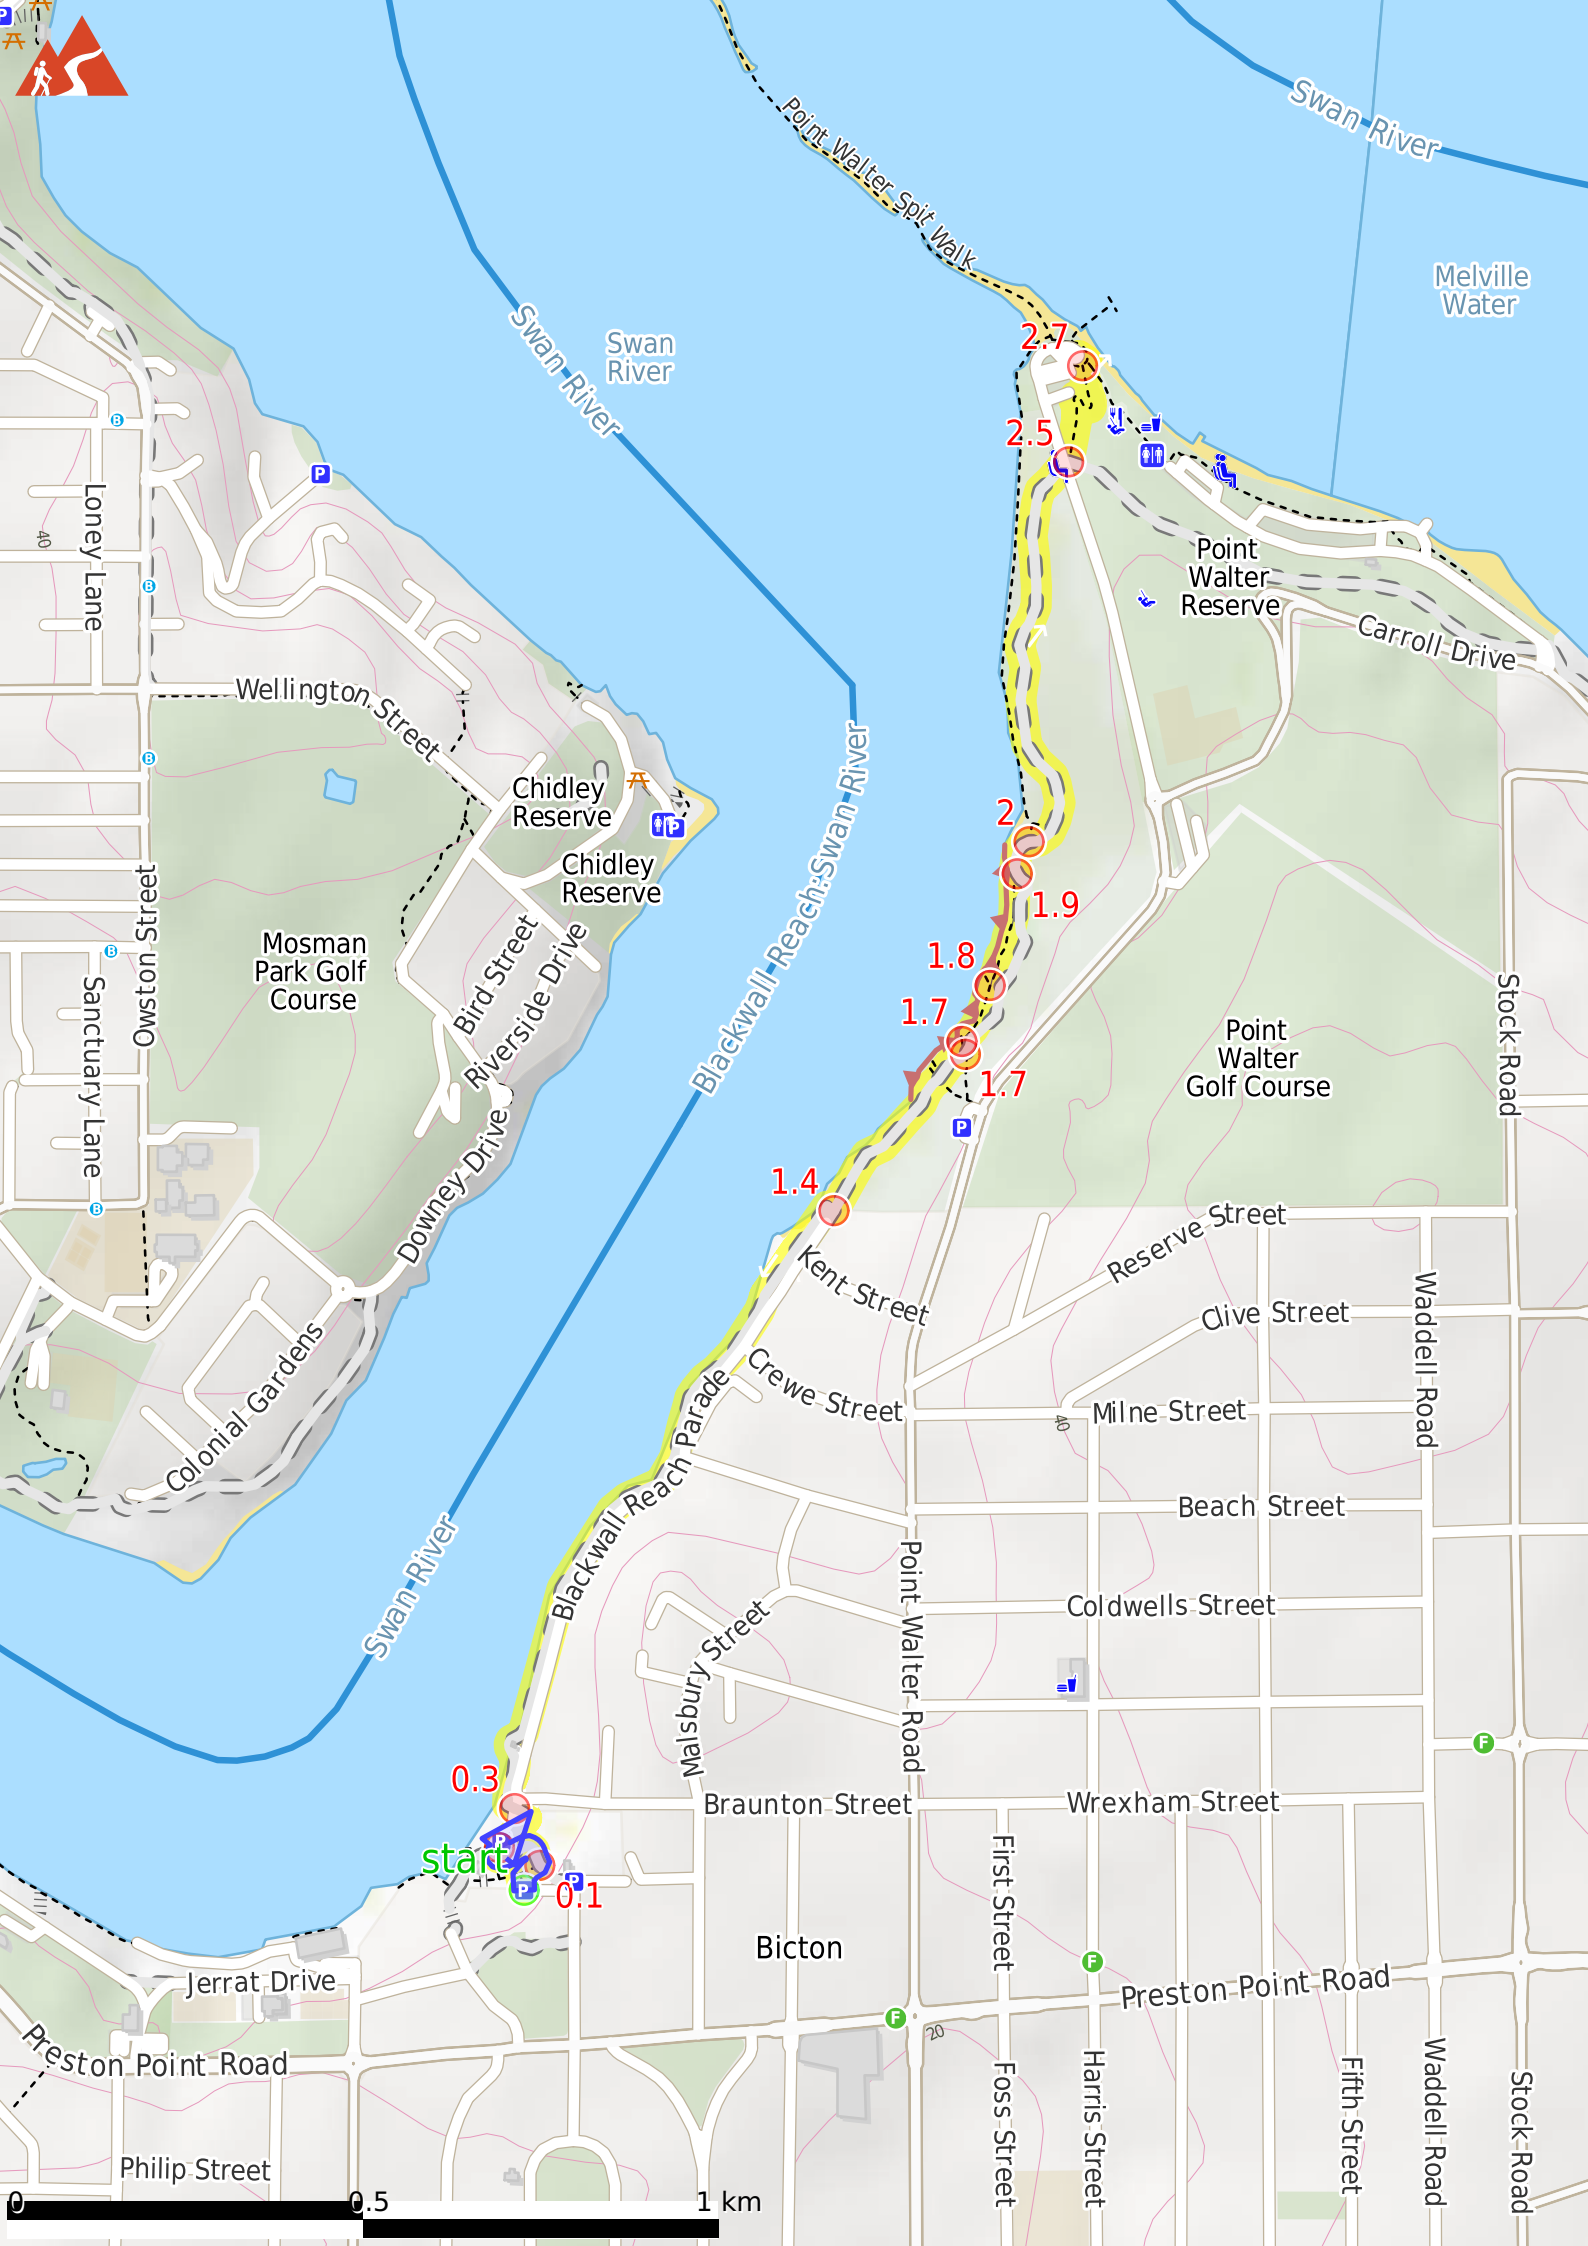 P
Swan River
Point Walter Spit Walk
Melville
Water
Swan River
Swan
River
2.7
2.5
B
P
Loney Lane
40
B
Point
Walter
Reserve
Carroll Drive
Wellington Street
B
Chidley
Reserve
P
Chidley
Reserve
Blackwall Reach: Swan River
2
1.9
1.8
1.7
1.7
Owston Street
B
Mosman
Park Golf
Course
Bird Street
Riverside Drive
Sanctuary Lane
Stock Road
Point
Walter
Golf Course
P
Downey Drive
B
1.4
Kent Street
Reserve Street
Clive Street
Waddell Road
Crewe Street
Milne Street
40
Colonial Gardens
Blackwall Reach Parade
Beach Street
Swan River
Point Walter Road
Coldwells Street
Malsbury Street
F
0.3
Braunton Street
Wrexham Street
P
start
P
P
0.1
First Street
Bicton
F
Jerrat Drive
Preston Point Road
F
20
Preston Point Road
Foss Street
Harris Street
Fifth Street
Waddell Road
Stock Road
Philip Street
0
0.5
1 km